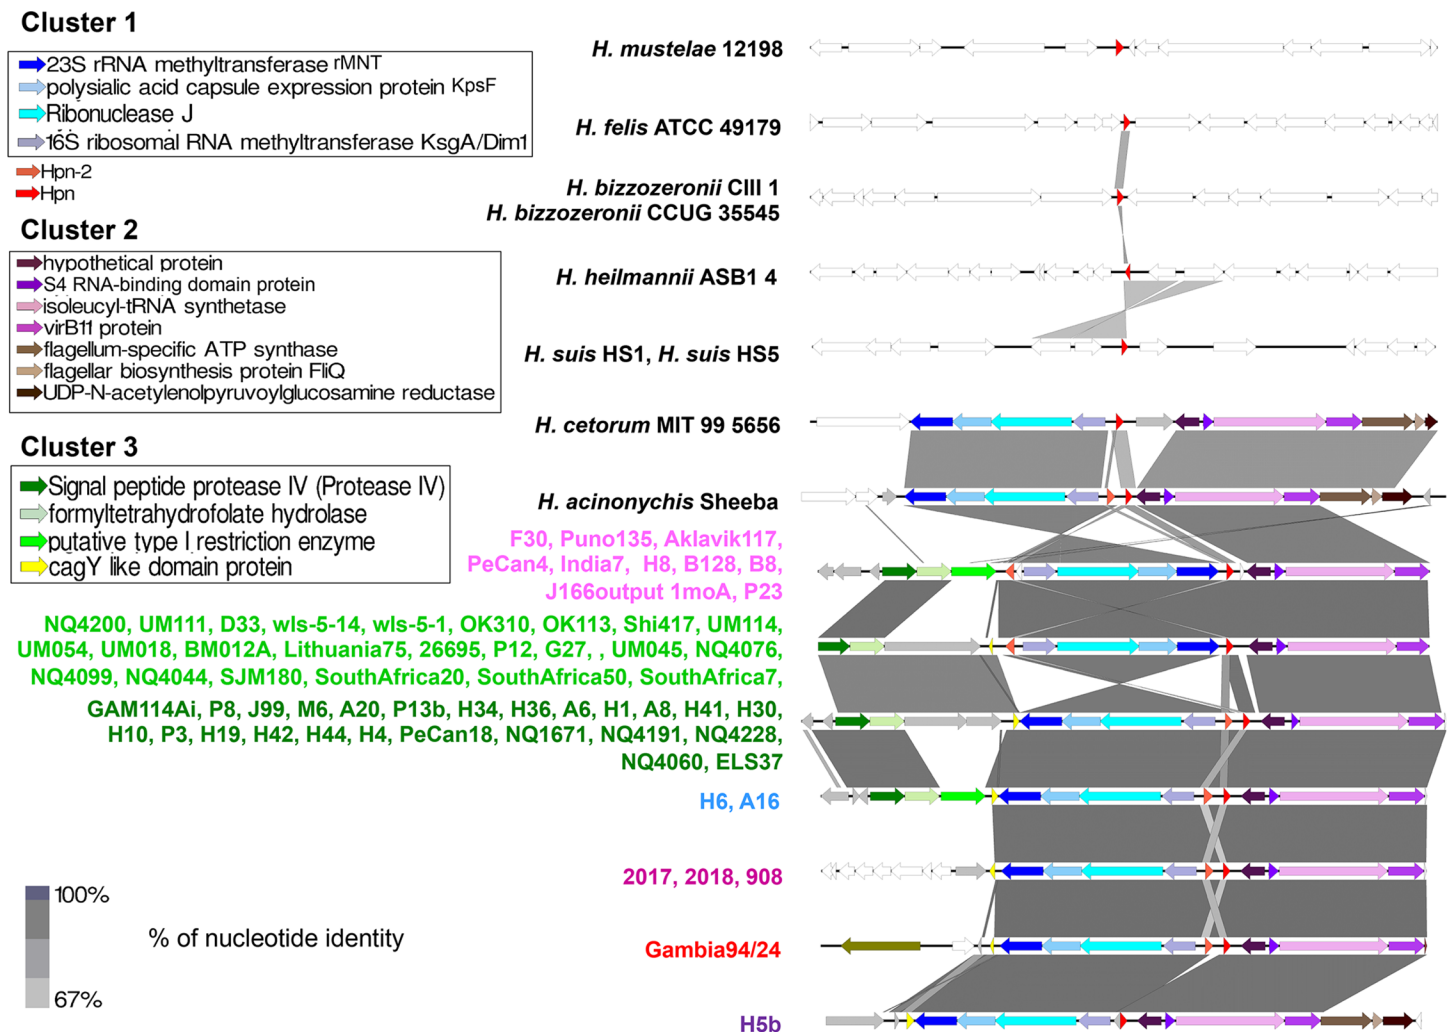 Cluster 1
23S rRNA methyltransferase rMNT
polysialic acid capsule expression protein KpsF
Ribonuclease J
16S ribosomal RNA methyltransferase KsgA/Dim1
Hpn-2
Hpn
Cluster 2
hypothetical protein
S4 RNA-binding domain protein
isoleucyl-tRNA synthetase
virB11 protein
flagellum-specific ATP synthase
flagellar biosynthesis protein FliQ
UDP-N-acetylenolpyruvoylglucosamine reductase
Cluster 3
Signal peptide protease IV (Protease IV)
formyltetrahydrofolate hydrolase
putative type I restriction enzyme
cagY like domain protein
H. mustelae 12198
H. felis ATCC 49179
H. bizzozeronii CIII 1
H. bizzozeronii CCUG 35545
H. heilmannii ASB1 4
H. suis HS1, H. suis HS5
H. cetorum MIT 99 5656
H. acinonychis Sheeba
F30, Puno135, Aklavik117,
PeCan4, India7, H8, B128, B8,
J166output 1moA, P23
NQ4200, UM111, D33, wls-5-14, wls-5-1, OK310, OK113, Shi417, UM114,
UM054, UM018, BM012A, Lithuania75, 26695, P12, G27, , UM045, NQ4076,
NQ4099, NQ4044, SJM180, SouthAfrica20, SouthAfrica50, SouthAfrica7,
GAM114Ai, P8, J99, M6, A20, P13b, H34, H36, A6, H1, A8, H41, H30,
H10, P3, H19, H42, H44, H4, PeCan18, NQ1671, NQ4191, NQ4228,
NQ4060, ELS37
H6, A16
2017, 2018, 908
Gambia94/24
H5b
100%
% of nucleotide identity
67%